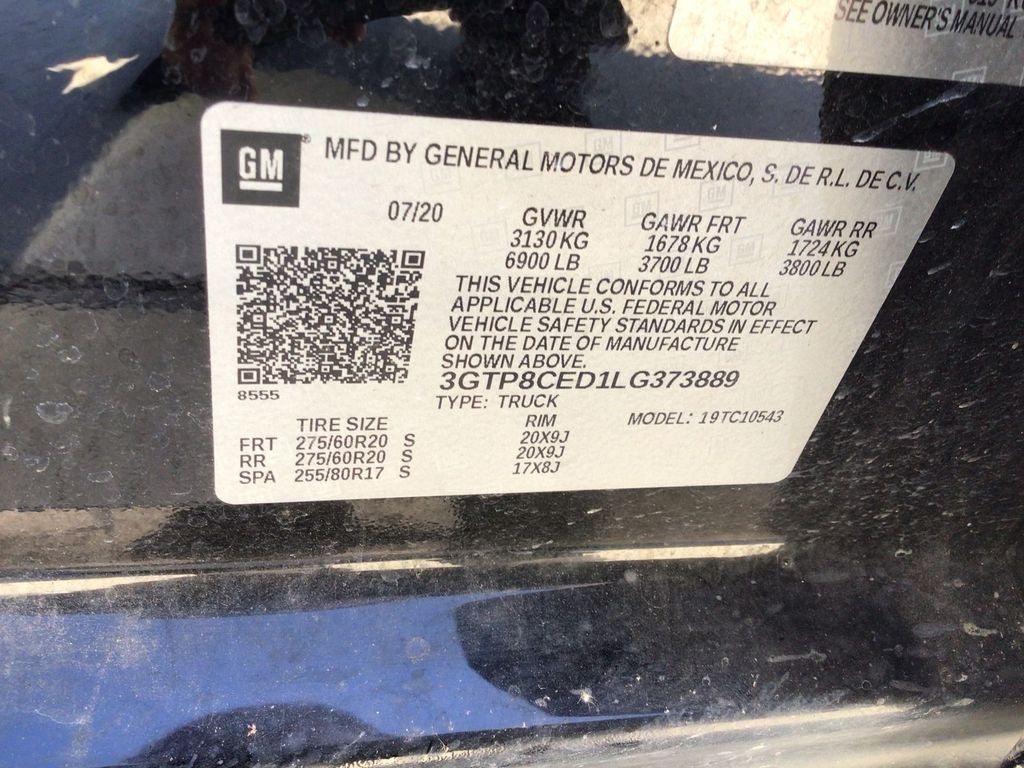 SEE OWNER'S MANUAL
GM
MFD BY GENERAL MOTORS DE MEXICO, S. DE R.L. DE C.V.
07/20 GVWR GAWR FRT GAWR RR
3130 KG 1678 KG 1724 KG
6900 LB 3700 LB 3800 LB
THIS VEHICLE CONFORMS TO ALL
APPLICABLE U.S. FEDERAL MOTOR
VEHICLE SAFETY STANDARDS IN EFFECT
ON THE DATE OF MANUFACTURE
SHOWN ABOVE.
3GTP8CED1LG373889
8555
TYPE: TRUCK MODEL: 19TC10543
TIRE SIZE RIM
FRT 275/60R20 S 20X9J
RR 275/60R20 S 20X9J
SPA 255/80R17 S 17X8J